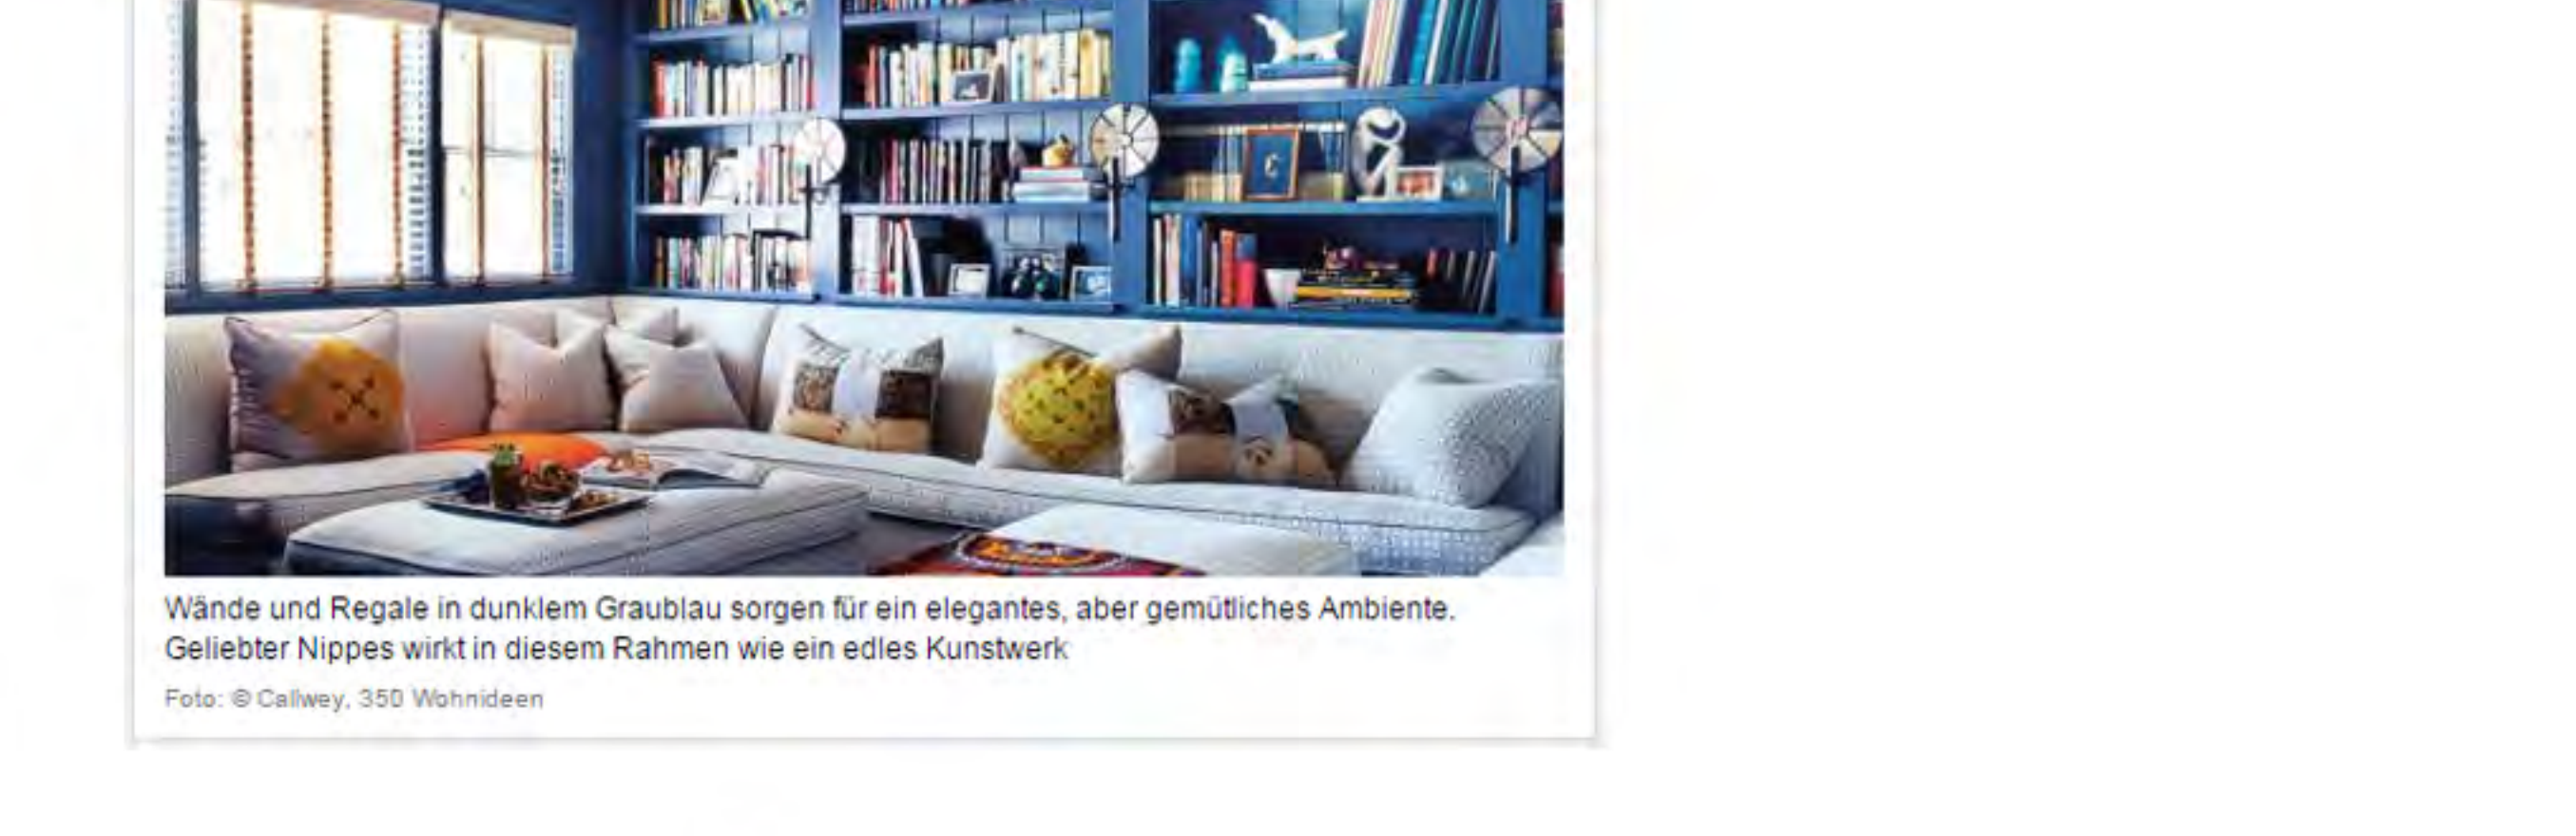 Wände und Regale in dunklem Graublau sorgen für ein elegantes, aber gemütliches Ambiente.
Geliebter Nippes wirkt in diesem Rahmen wie ein edles Kunstwerk
Foto: © Callwey, 350 Wohnideen